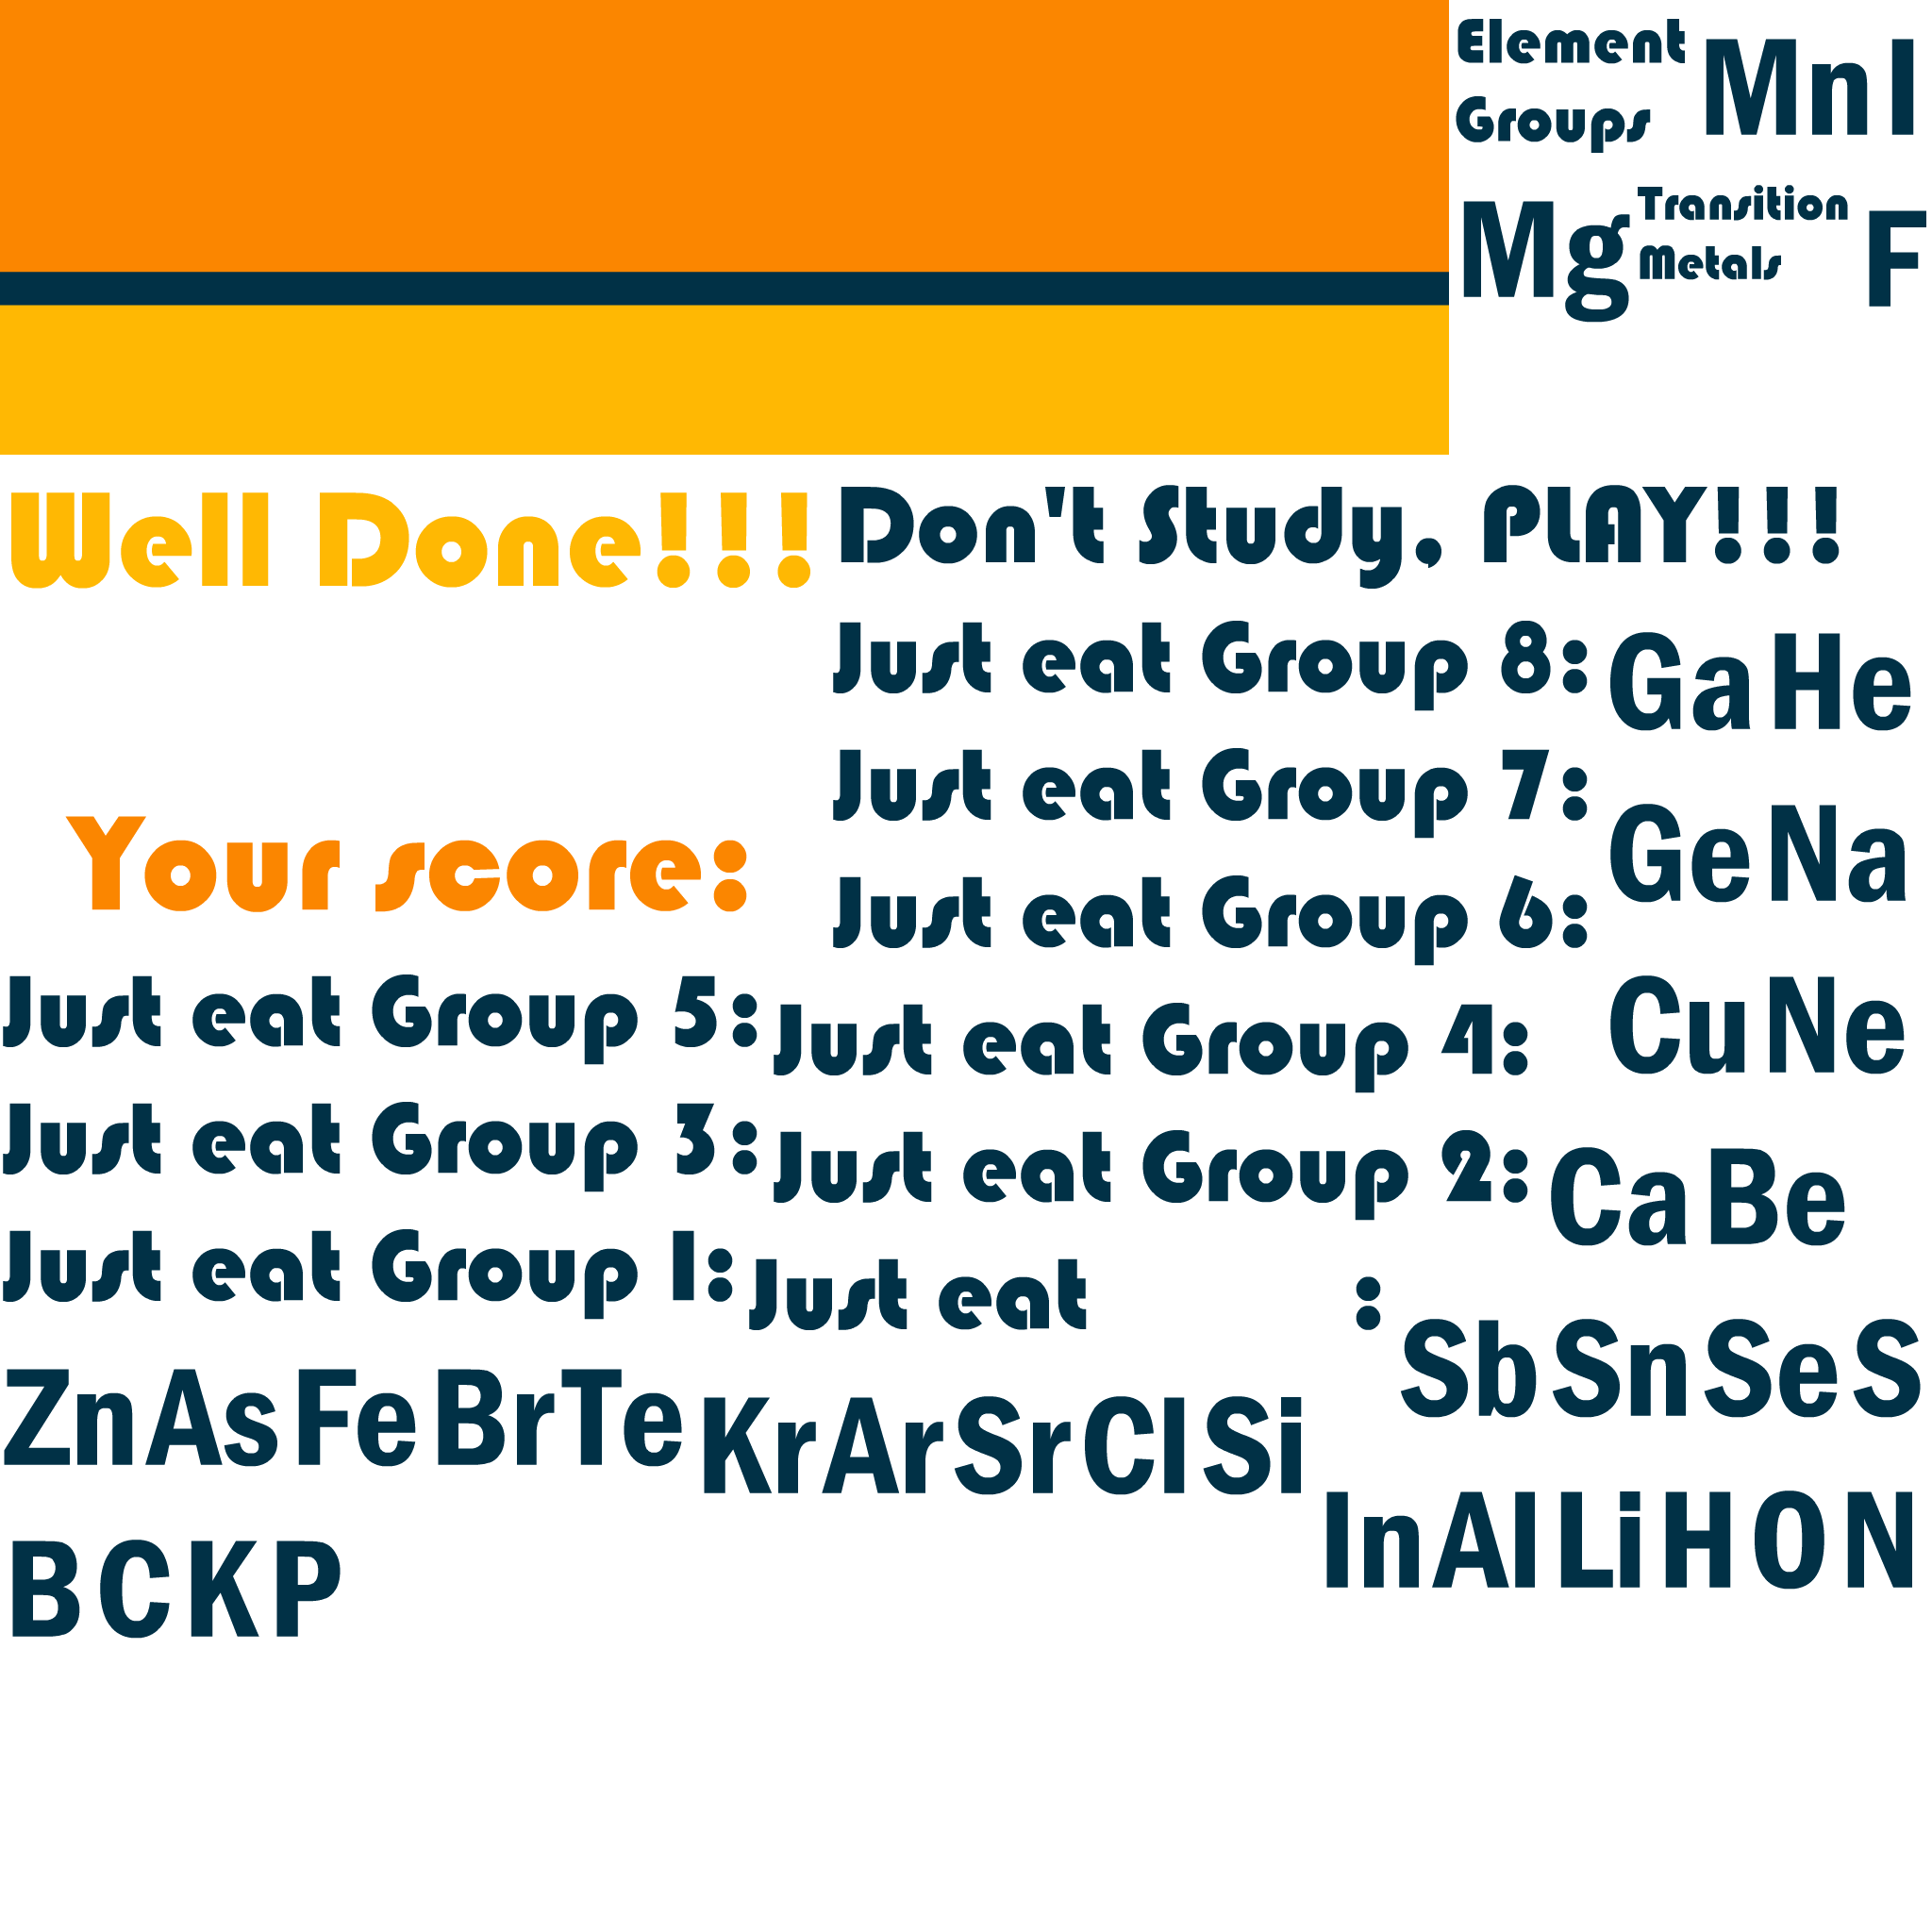 Element
Groups
Mn I
Mg
Transition
Metals
F
Well Done!!!
Don't Study, PLAY!!!
Just eat Group 8:
Ga He
Just eat Group 7:
Your score:
Ge Na
Just eat Group 6:
Just eat Group 5:
Just eat Group 4:
Cu Ne
Just eat Group 3:
Just eat Group 2:
Ca Be
Just eat Group 1:
Just eat :
Sb Sn Se S
Zn As Fe Br Te
Kr Ar Sr Cl Si
In Al Li H O N
B C K P